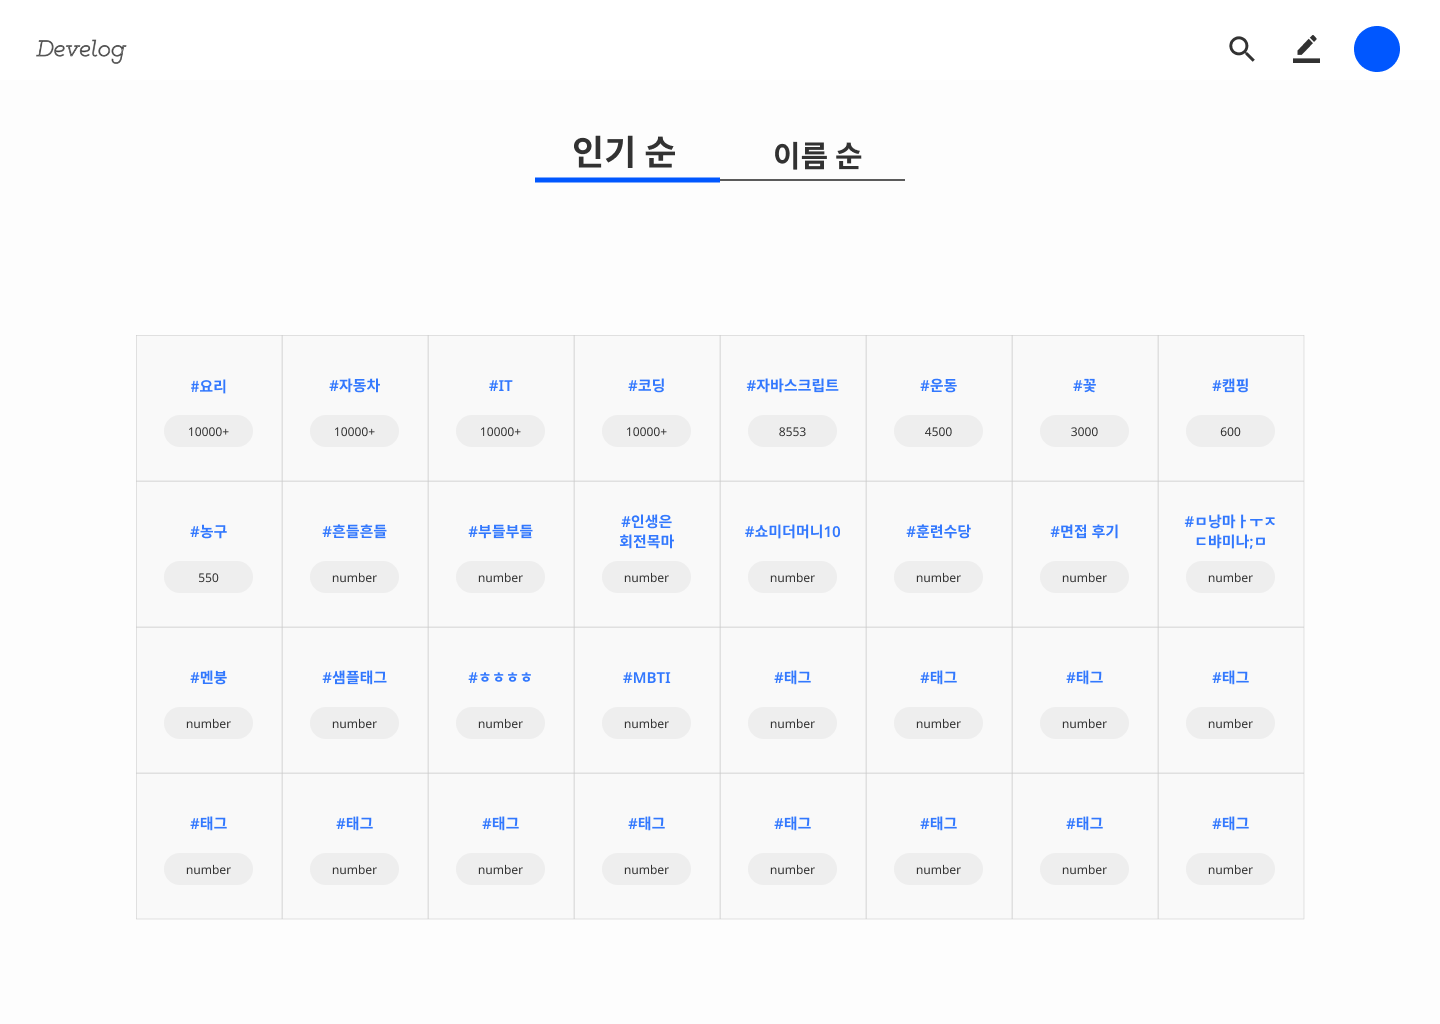 Develog
인기 순
이름 순
#요리
#자동차
#IT
#코딩
#자바스크립트
#운동
#꽃
#캠핑
10000+
10000+
10000+
10000+
8553
4500
3000
600
#농구
#흔들흔들
#부들부들
#인생은
회전목마
#쇼미더머니10
#훈련수당
#면접 후기
#ㅁ낭마ㅏㅜㅈ
ㄷ뱌미나;ㅁ
550
number
number
number
number
number
number
number
#멘붕
#샘플태그
#ㅎㅎㅎㅎ
#MBTI
#태그
#태그
#태그
#태그
number
number
number
number
number
number
number
number
#태그
#태그
#태그
#태그
#태그
#태그
#태그
#태그
number
number
number
number
number
number
number
number